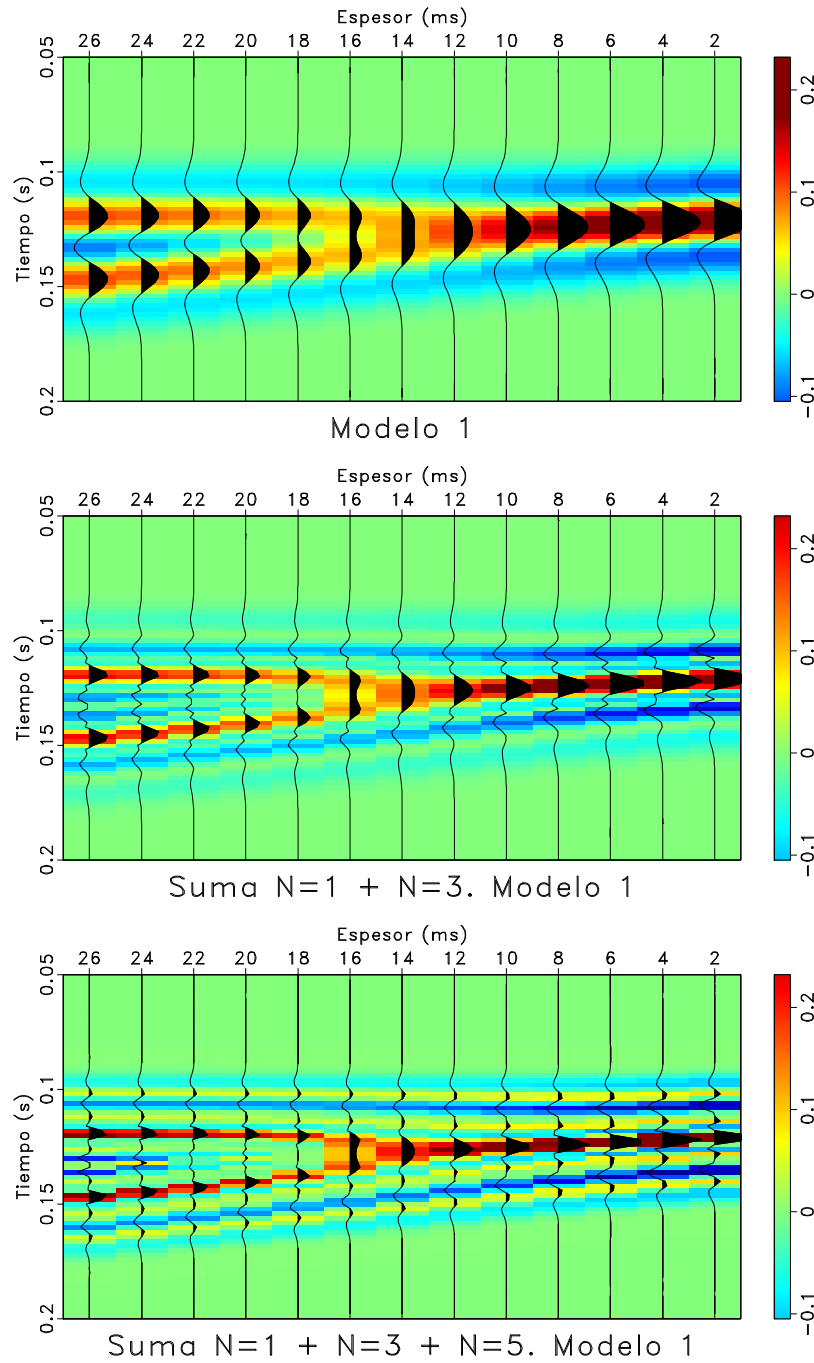 Espesor (ms)
26 24 22 20 18 16 14 12 10 8 6 4 2
Tiempo (s)
0.05
0.1
0.15
0.2
0.2
0.1
0
−0.1
Modelo 1
Espesor (ms)
26 24 22 20 18 16 14 12 10 8 6 4 2
Tiempo (s)
0.05
0.1
0.15
0.2
0.2
0.1
0
−0.1
Suma N=1 + N=3. Modelo 1
Espesor (ms)
26 24 22 20 18 16 14 12 10 8 6 4 2
Tiempo (s)
0.05
0.1
0.15
0.2
0.2
0.1
0
−0.1
Suma N=1 + N=3 + N=5. Modelo 1